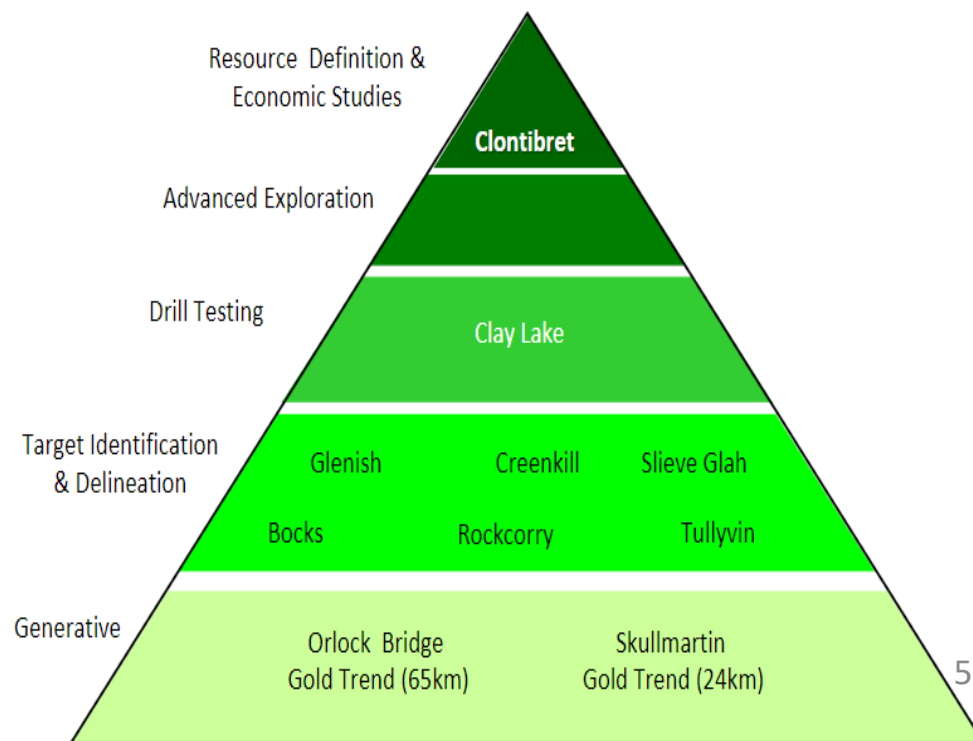 Resource Definition &
Economic Studies
Clontibret
Advanced Exploration
Drill Testing
Clay Lake
Target Identification
& Delineation
Glenish Creenkill Slieve Glah
Bocks Rockcorry Tullyvin
Generative
Orlock Bridge
Gold Trend (65km)
Skullmartin
Gold Trend (24km)
5